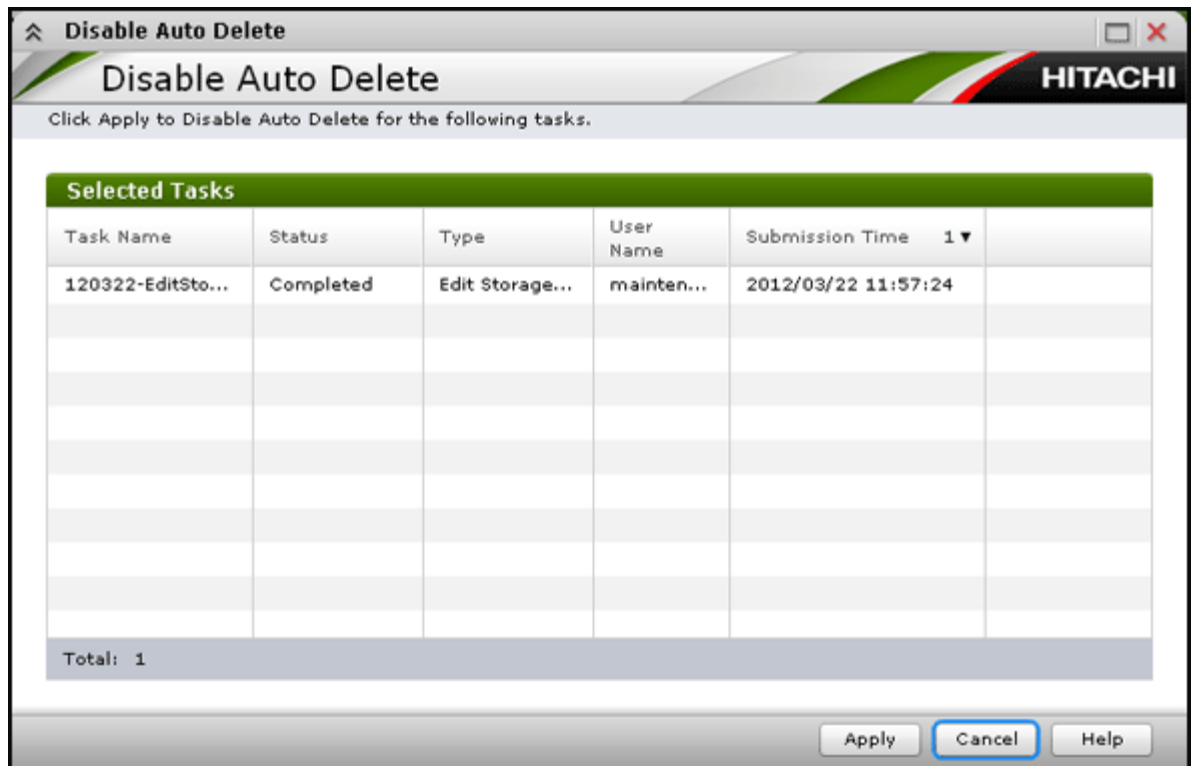 Disable Auto Delete
Disable Auto Delete
HITACHI
Click Apply to Disable Auto Delete for the following tasks.
Selected Tasks
Task Name Status Type User Name Submission Time 1▼
120322-EditSto... Completed Edit Storage... mainten... 2012/03/22 11:57:24
Total: 1
Apply Cancel Help